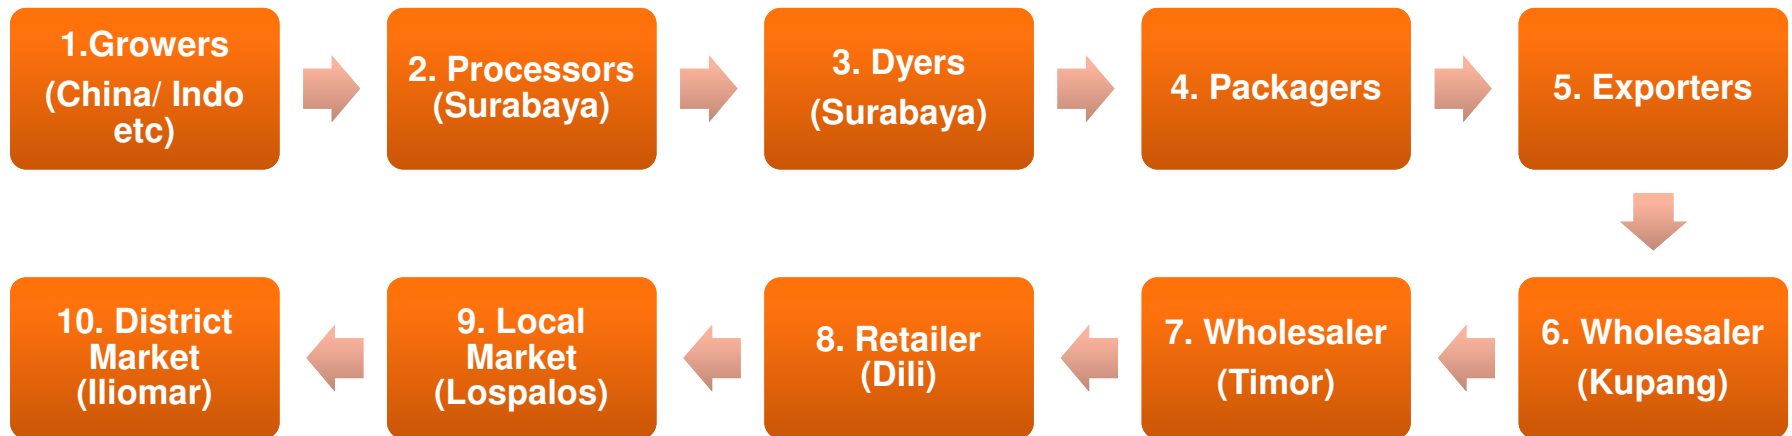 1.Growers
(China/ Indo
etc)
2. Processors
(Surabaya)
3. Dyers
(Surabaya)
4. Packagers
5. Exporters
6. Wholesaler
(Kupang)
7. Wholesaler
(Timor)
8. Retailer
(Dili)
9. Local
Market
(Lospalos)
10. District
Market
(Iliomar)